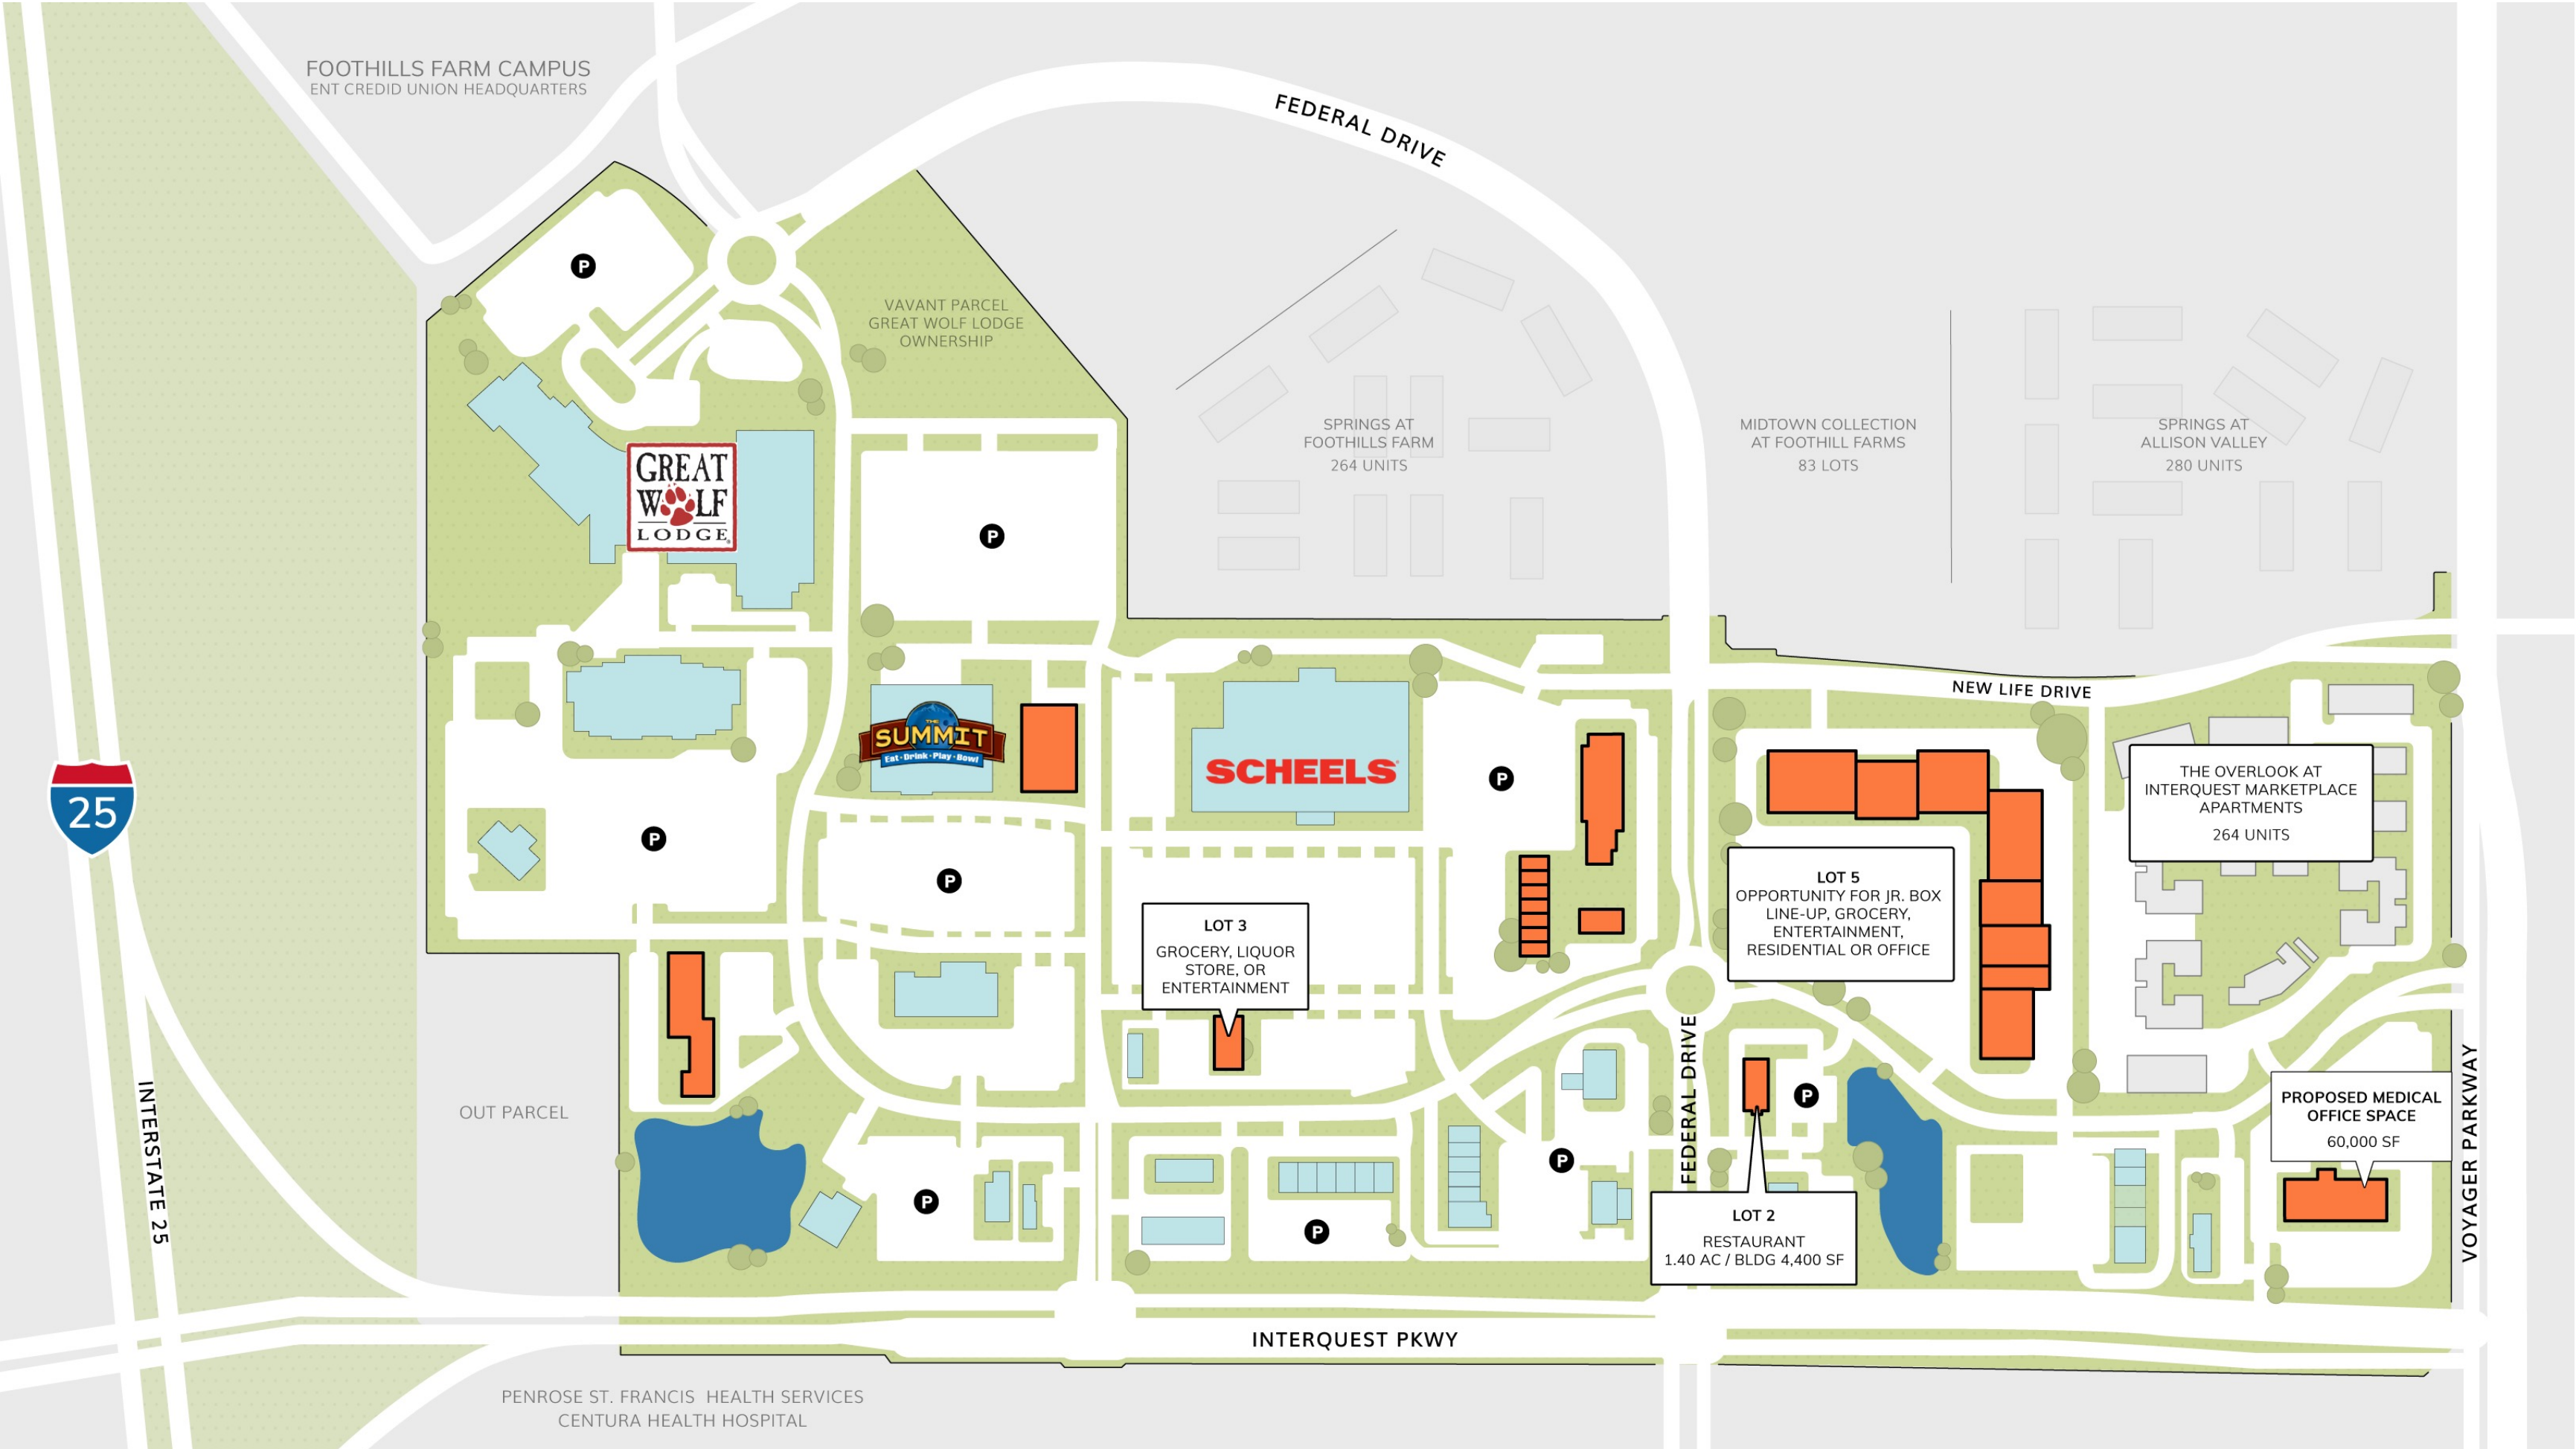 FOOTHILLS FARM CAMPUS
ENT CREDID UNION HEADQUARTERS
FEDERAL DRIVE
P
VAVANT PARCEL
GREAT WOLF LODGE
OWNERSHIP
GREAT
WOLF
LODGE
P
SPRINGS AT
FOOTHILLS FARM
264 UNITS
MIDTOWN COLLECTION
AT FOOTHILL FARMS
83 LOTS
SPRINGS AT
ALLISON VALLEY
280 UNITS
NEW LIFE DRIVE
THE
SUMMIT
Eat·Drink·Play·Bowl
SCHEELS
P
THE OVERLOOK AT
INTERQUEST MARKETPLACE
APARTMENTS
264 UNITS
25
P
P
LOT 3
GROCERY, LIQUOR
STORE, OR
ENTERTAINMENT
LOT 5
OPPORTUNITY FOR JR. BOX
LINE-UP, GROCERY,
ENTERTAINMENT,
RESIDENTIAL OR OFFICE
INTERSTATE 25
OUT PARCEL
FEDERAL DRIVE
P
PROPOSED MEDICAL
OFFICE SPACE
60,000 SF
VOYAGER PARKWAY
P
P
P
LOT 2
RESTAURANT
1.40 AC / BLDG 4,400 SF
INTERQUEST PKWY
PENROSE ST. FRANCIS HEALTH SERVICES
CENTURA HEALTH HOSPITAL